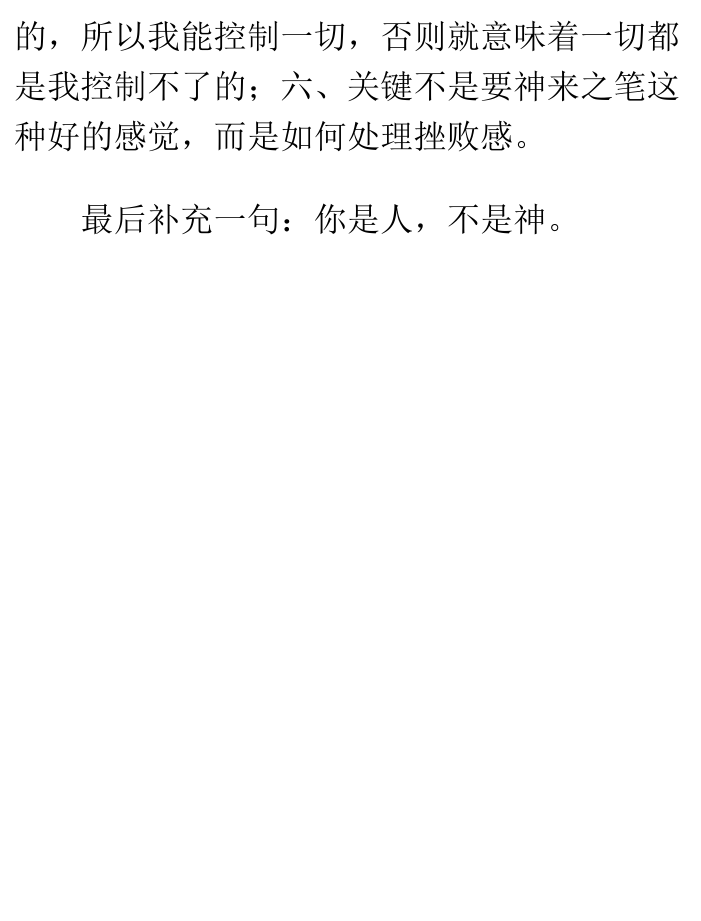 的，所以我能控制一切，否则就意味着一切都
是我控制不了的；六、关键不是要神来之笔这
种好的感觉，而是如何处理挫败感。
最后补充一句：你是人，不是神。